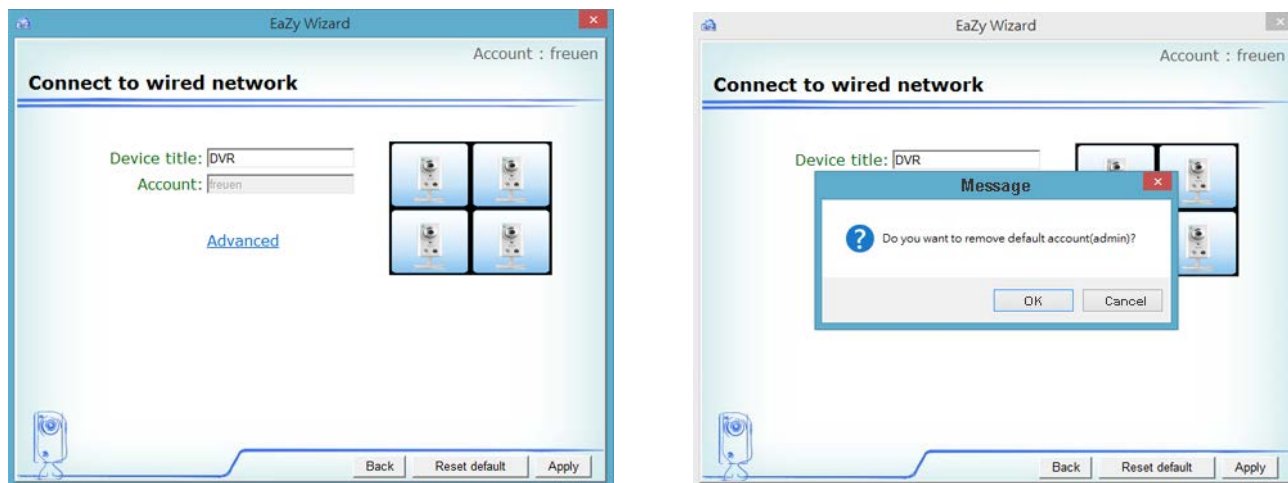 EaZy Wizard
Account : freuen
Connect to wired network
Device title: DVR
Account: freuen
Advanced
Back Reset default Apply
EaZy Wizard
Account : freuen
Connect to wired network
Device title: DVR
Message
Do you want to remove default account(admin)?
OK Cancel
Back Reset default Apply